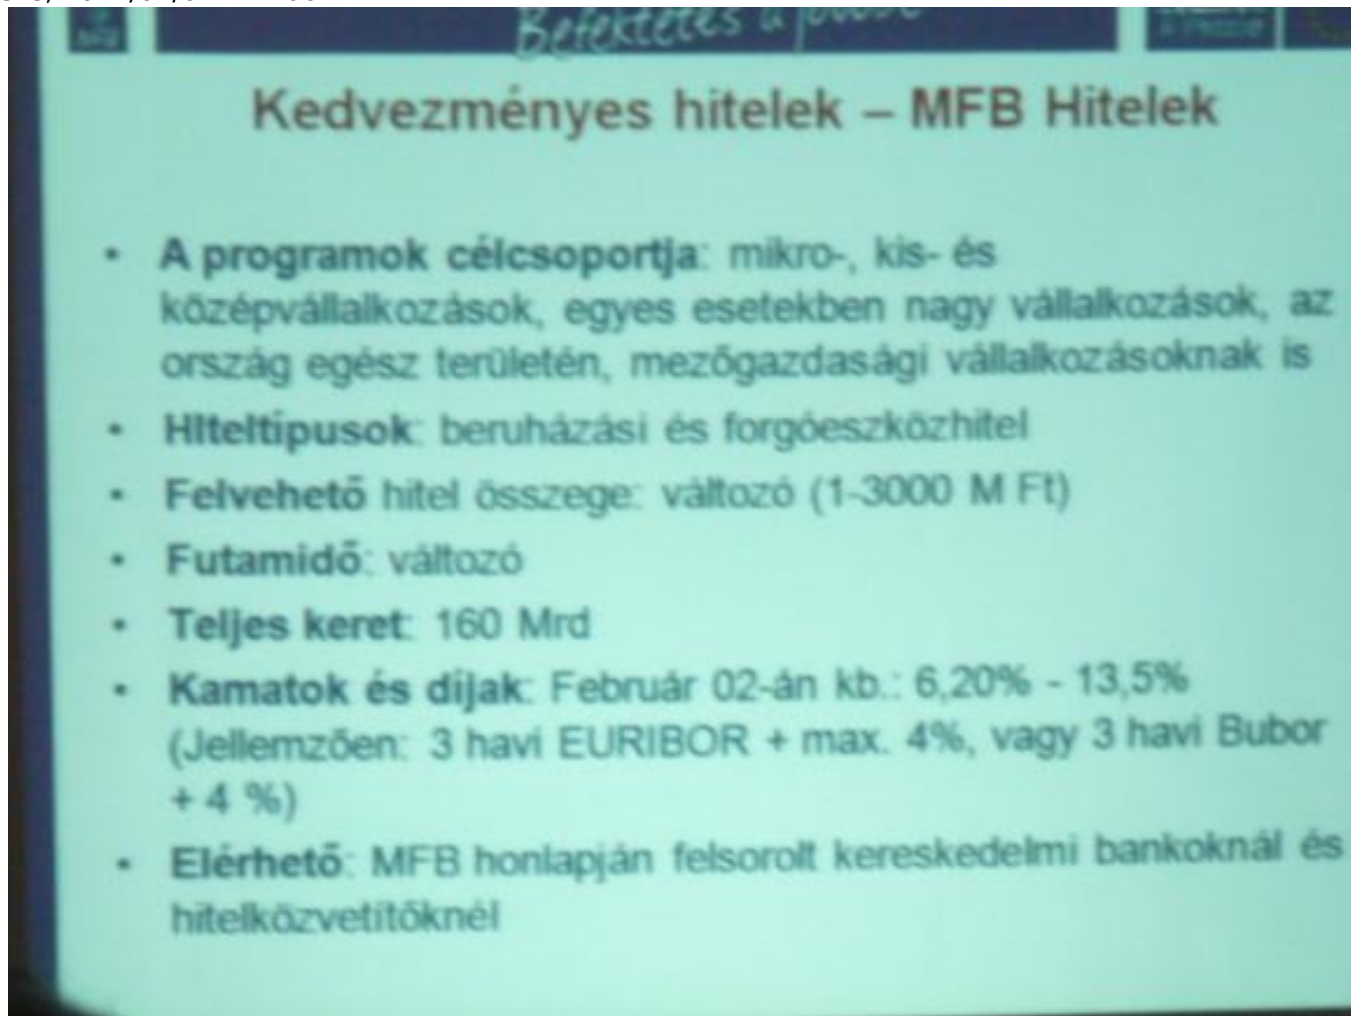 Befektetés a jövőbe
Kedvezményes hitelek – MFB Hitelek
• A programok célcsoportja: mikro-, kis- és
középvállalkozások, egyes esetekben nagy vállalkozások, az
ország egész területén, mezőgazdasági vállalkozásoknak is
• Hiteltípusok: beruházási és forgóeszközhitel
• Felvehető hitel összege: változó (1-3000 M Ft)
• Futamidő: változó
• Teljes keret: 160 Mrd
• Kamatok és díjak: Február 02-án kb.: 6,20% - 13,5%
(Jellemzően: 3 havi EURIBOR + max. 4%, vagy 3 havi Bubor
+ 4 %)
• Elérhető: MFB honlapján felsorolt kereskedelmi bankoknál és
hitelközvetítőknél